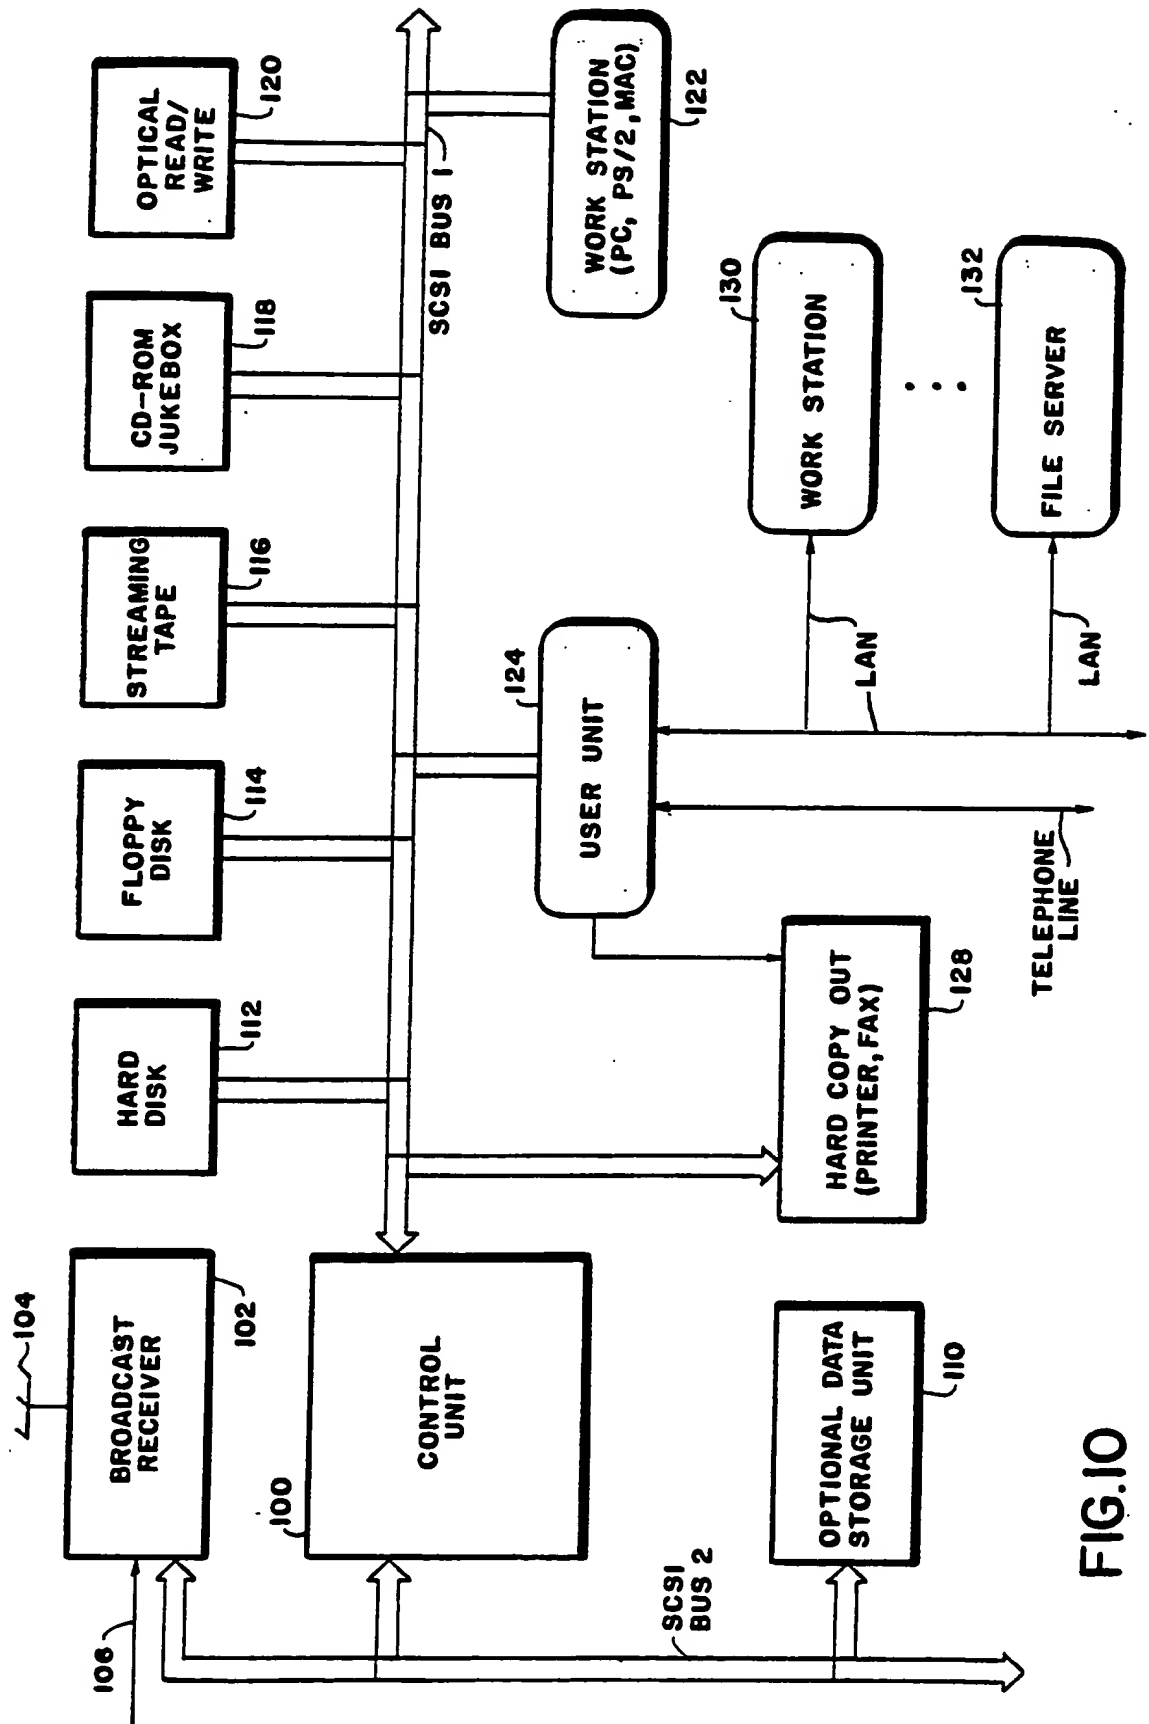 104
BROADCAST
RECEIVER
102
106
HARD
DISK
112
FLOPPY
DISK
114
STREAMING
TAPE
116
CD-ROM
JUKEBOX
118
OPTICAL
READ/
WRITE
120
100
CONTROL
UNIT
SCSI BUS 1
WORK STATION
(PC, PS/2, MAC)
122
124
USER UNIT
130
WORK STATION
LAN
132
FILE SERVER
LAN
TELEPHONE
LINE
HARD COPY OUT
(PRINTER, FAX)
128
OPTIONAL DATA
STORAGE UNIT
110
SCSI
BUS 2
FIG.10